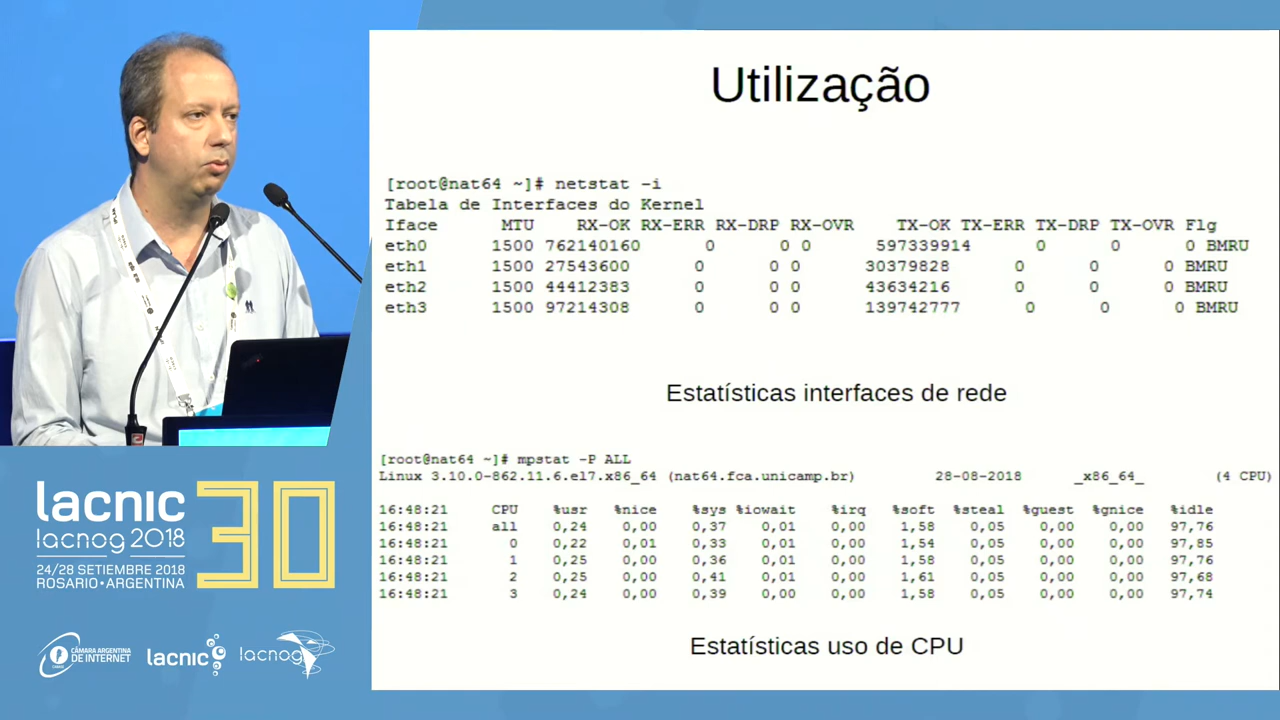 Utilização
[root@nat64 ~]# netstat -i
Tabela de Interfaces do Kernel
Iface MTU RX-OK RX-ERR RX-DRP RX-OVR TX-OK TX-ERR TX-DRP TX-OVR Flg
eth0 1500 762140160 0 0 0 597339914 0 0 0 BMRU
eth1 1500 27543600 0 0 0 30379828 0 0 0 BMRU
eth2 1500 44412383 0 0 0 43634216 0 0 0 BMRU
eth3 1500 97214308 0 0 0 139742777 0 0 0 BMRU
Estatísticas interfaces de rede
[root@nat64 ~]# mpstat -P ALL
Linux 3.10.0-862.11.6.el7.x86_64 (nat64.fca.unicamp.br) 28-08-2018 _x86_64_ (4 CPU)
16:48:21 CPU %usr %nice %sys %iowait %irq %soft %steal %guest %gnice %idle
16:48:21 all 0,24 0,00 0,37 0,01 0,00 1,58 0,05 0,00 0,00 97,76
16:48:21 0 0,22 0,01 0,33 0,01 0,00 1,54 0,05 0,00 0,00 97,85
16:48:21 1 0,25 0,00 0,36 0,01 0,00 1,58 0,05 0,00 0,00 97,76
16:48:21 2 0,25 0,00 0,41 0,01 0,00 1,61 0,05 0,00 0,00 97,68
16:48:21 3 0,24 0,00 0,39 0,01 0,00 1,58 0,05 0,00 0,00 97,74
Estatísticas uso de CPU
lacnic 30
lacnog 2018
24/28 SETIEMBRE 2018
ROSARIO•ARGENTINA
CÁMARA ARGENTINA
DE INTERNET
lacnic
lacnog